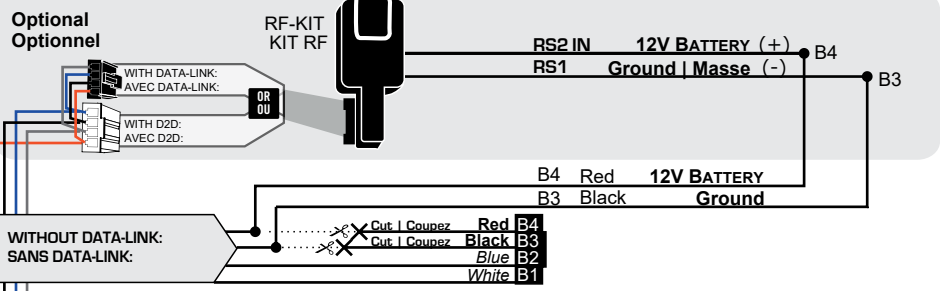 Optional
Optionnel
RF-KIT
KIT RF
RS2 IN 12V BATTERY (+) B4
RS1 Ground | Masse (-) B3
WITH DATA-LINK:
AVEC DATA-LINK:
OR
OU
WITH D2D:
AVEC D2D:
B4 Red 12V BATTERY
B3 Black Ground
WITHOUT DATA-LINK:
SANS DATA-LINK:
Cut | Coupez Red B4
Cut | Coupez Black B3
Blue B2
White B1